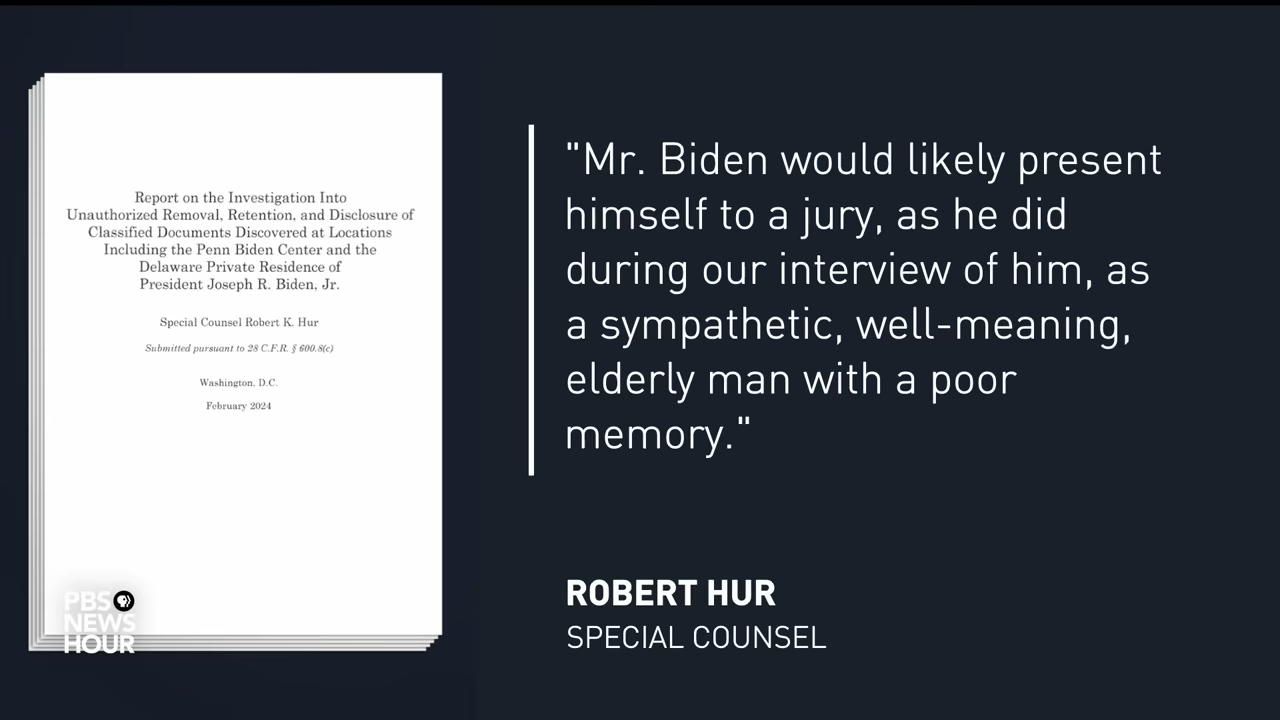 Report on the Investigation Into
Unauthorized Removal, Retention, and Disclosure of
Classified Documents Discovered at Locations
Including the Penn Biden Center and the
Delaware Private Residence of
President Joseph R. Biden, Jr.
Special Counsel Robert K. Hur
Submitted pursuant to 28 C.F.R. § 600.8(c)
Washington, D.C.
February 2024
PBS
NEWS
HOUR
"Mr. Biden would likely present
himself to a jury, as he did
during our interview of him, as
a sympathetic, well-meaning,
elderly man with a poor
memory."
ROBERT HUR
SPECIAL COUNSEL